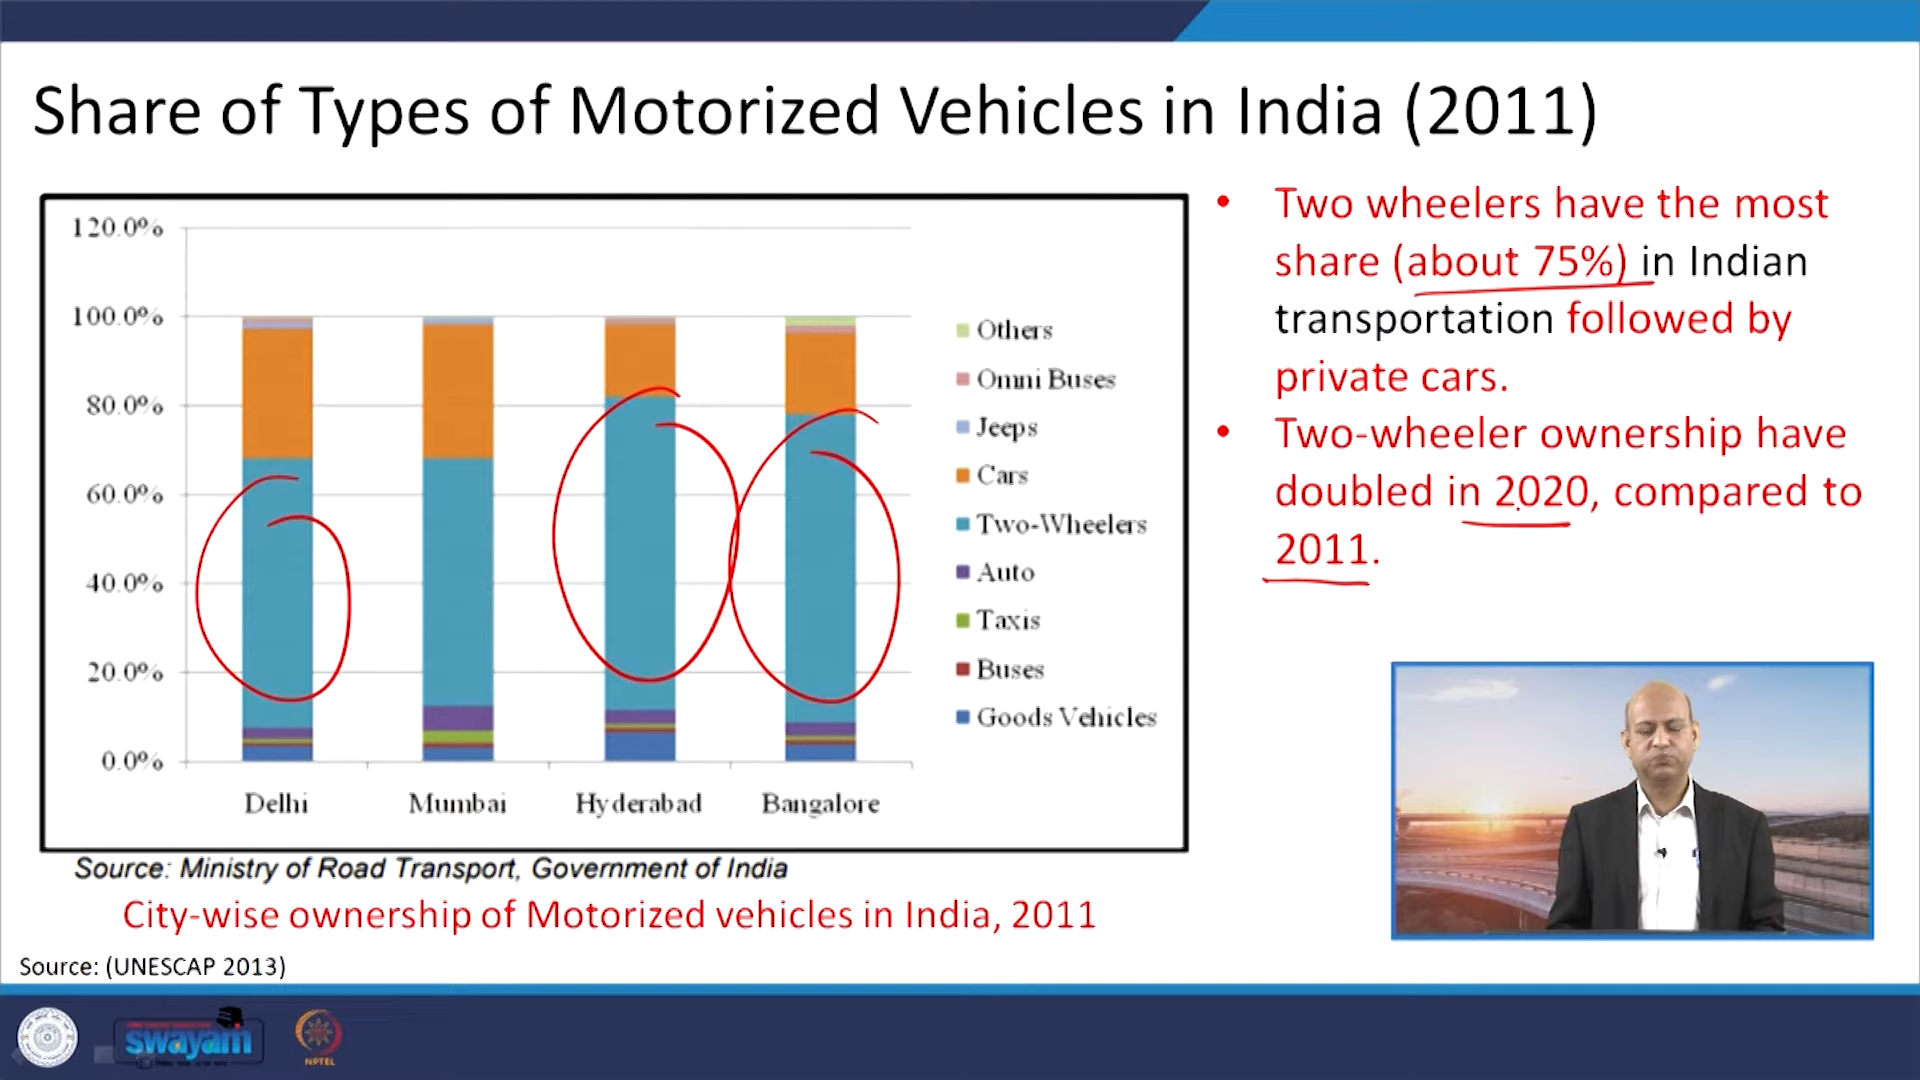 Share of Types of Motorized Vehicles in India (2011)
120.0%
100.0%
80.0%
60.0%
40.0%
20.0%
0.0%
Delhi
Mumbai
Hyderabad
Bangalore
Others
Omni Buses
Jeeps
Cars
Two-Wheelers
Auto
Taxis
Buses
Goods Vehicles
Source: Ministry of Road Transport, Government of India
City-wise ownership of Motorized vehicles in India, 2011
Source: (UNESCAP 2013)
• Two wheelers have the most
share (about 75%) in Indian
transportation followed by
private cars.
• Two-wheeler ownership have
doubled in 2020, compared to
2011.
swayam
NPTEL